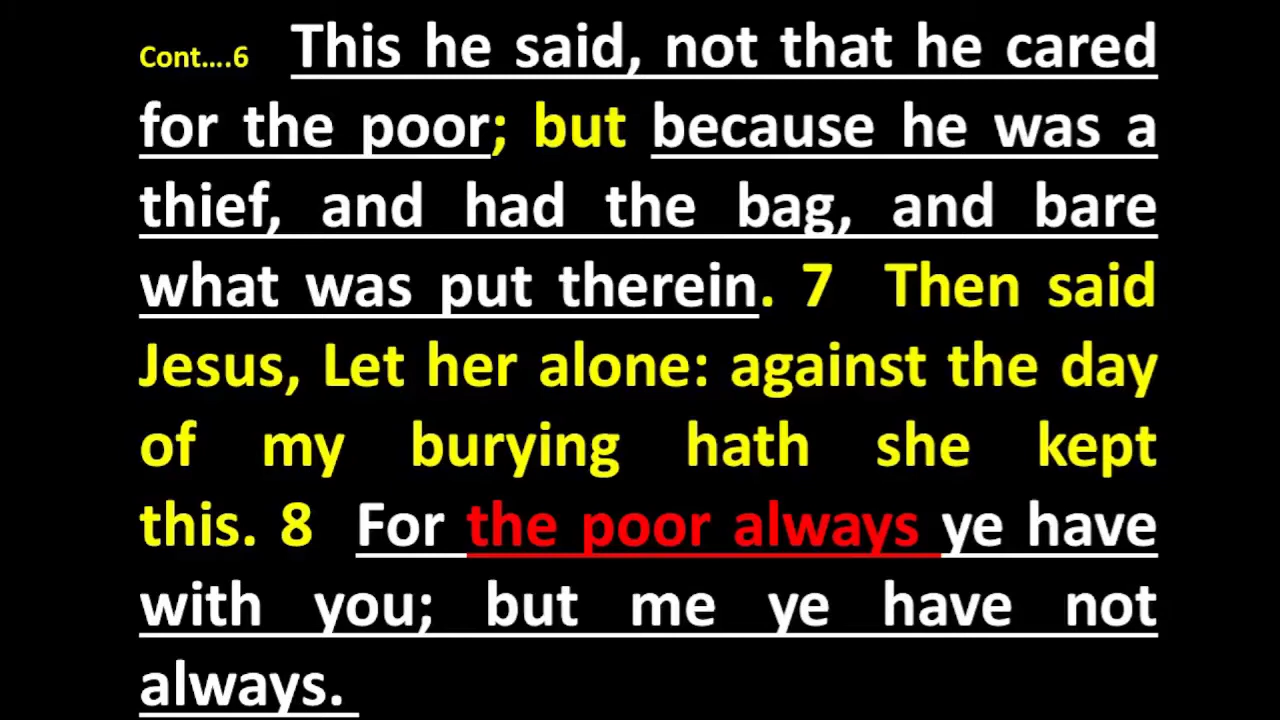 Cont....6 This he said, not that he cared
for the poor; but because he was a
thief, and had the bag, and bare
what was put therein. 7 Then said
Jesus, Let her alone: against the day
of my burying hath she kept
this. 8 For the poor always ye have
with you; but me ye have not
always.